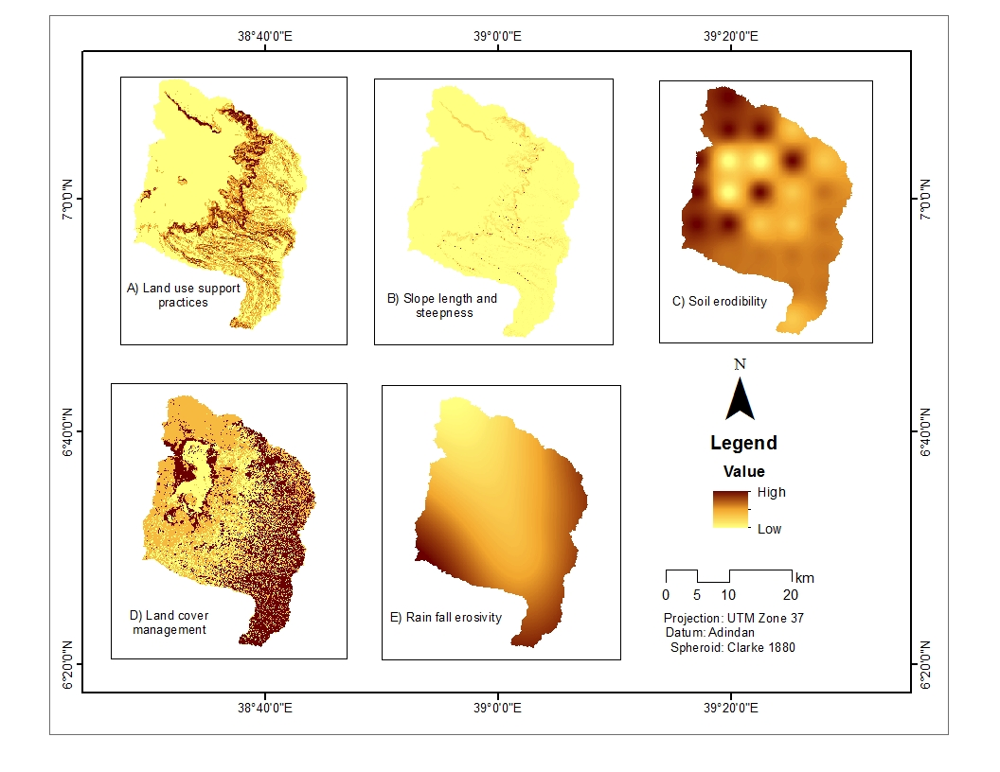 38°40'0"E
39°0'0"E
39°20'0"E
7°0'0"N
7°0'0"N
A) Land use support
practices
B) Slope length and
steepness
C) Soil erodibility
N
6°40'0"N
6°40'0"N
Legend
Value
High
Low
km
0 5 10 20
D) Land cover
management
E) Rain fall erosivity
Projection: UTM Zone 37
Datum: Adindan
Spheroid: Clarke 1880
6°20'0"N
6°20'0"N
38°40'0"E
39°0'0"E
39°20'0"E